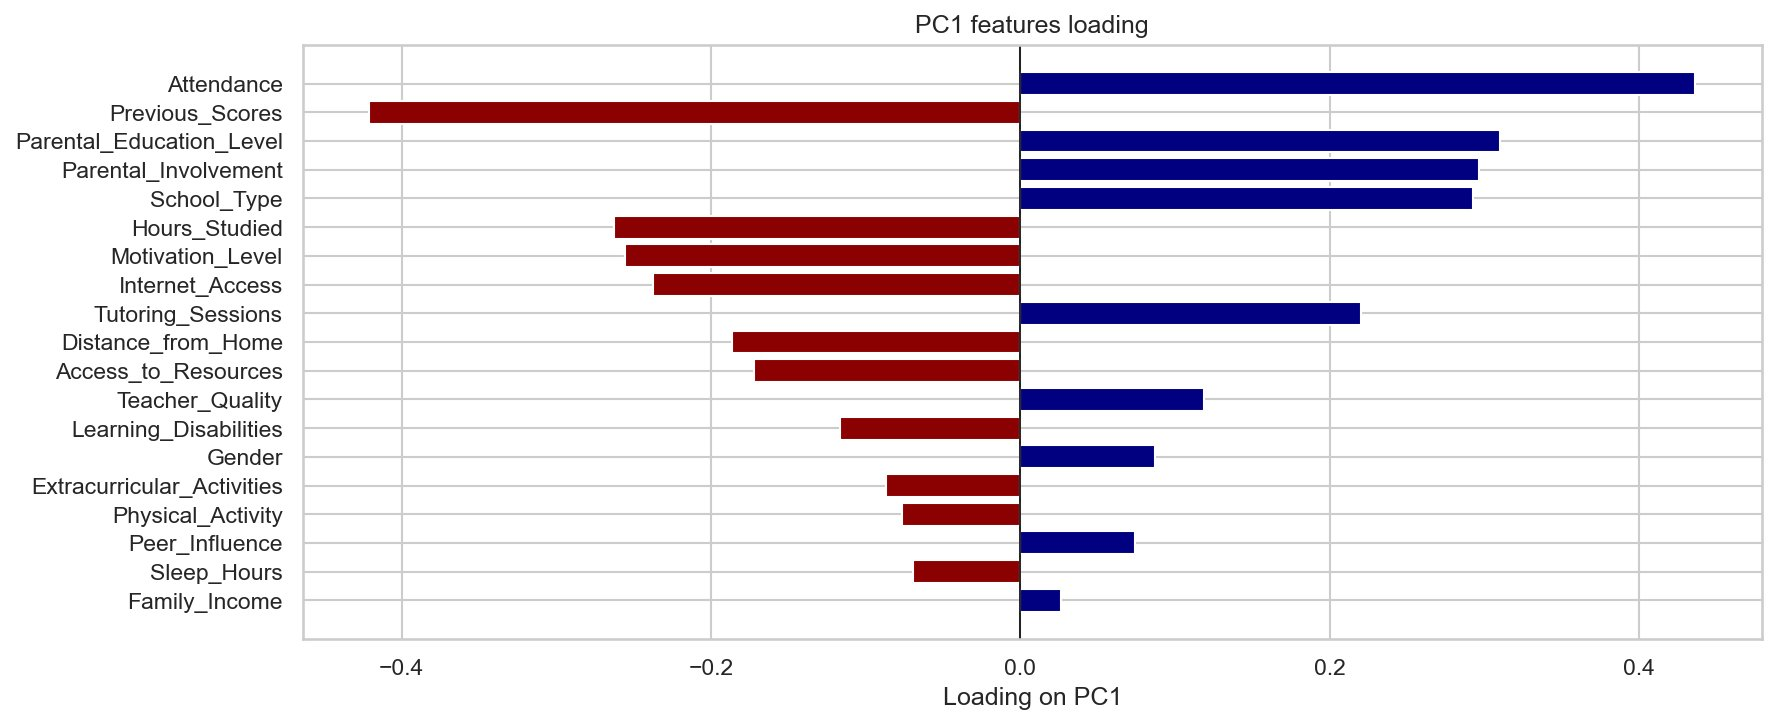 PC1 features loading
Attendance
Previous_Scores
Parental_Education_Level
Parental_Involvement
School_Type
Hours_Studied
Motivation_Level
Internet_Access
Tutoring_Sessions
Distance_from_Home
Access_to_Resources
Teacher_Quality
Learning_Disabilities
Gender
Extracurricular_Activities
Physical_Activity
Peer_Influence
Sleep_Hours
Family_Income
−0.4 −0.2 0.0 0.2 0.4
Loading on PC1